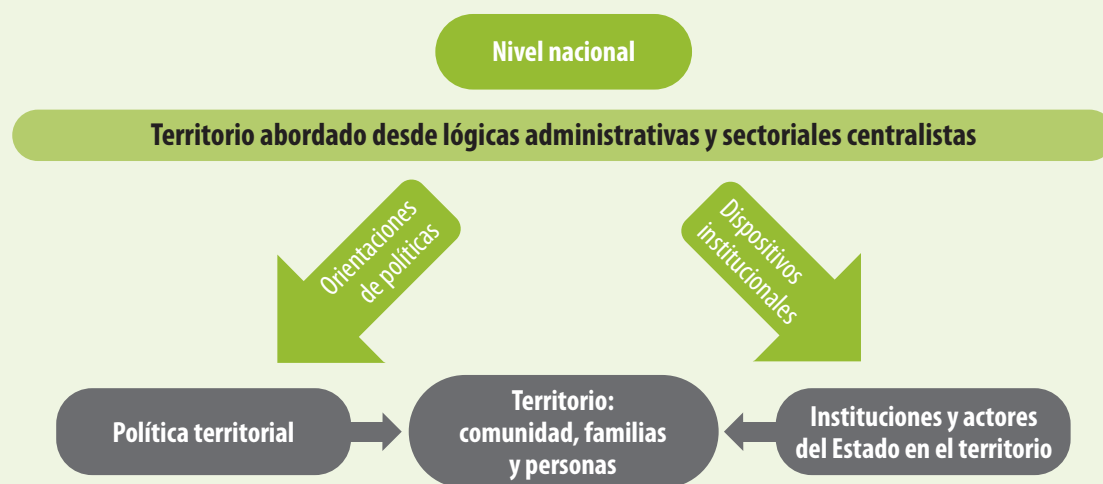 Nivel nacional
Territorio abordado desde lógicas administrativas y sectoriales centralistas
Orientaciones
de políticas
Dispositivos
institucionales
Política territorial
Territorio:
comunidad, familias
y personas
Instituciones y actores
del Estado en el territorio